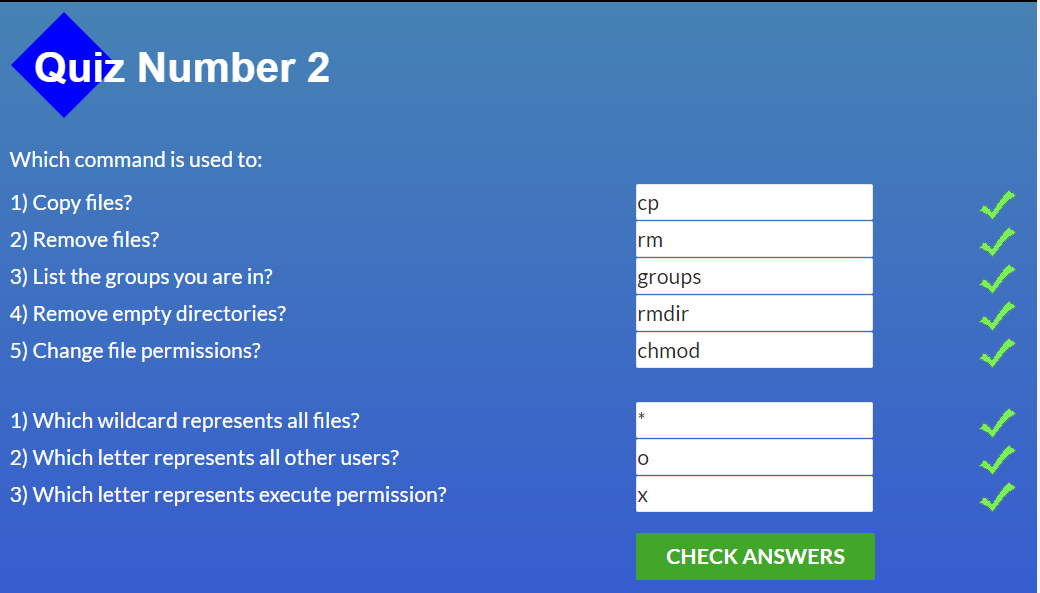 Quiz Number 2
Which command is used to:
1) Copy files? cp
2) Remove files? rm
3) List the groups you are in? groups
4) Remove empty directories? rmdir
5) Change file permissions? chmod
1) Which wildcard represents all files? *
2) Which letter represents all other users? o
3) Which letter represents execute permission? x
CHECK ANSWERS